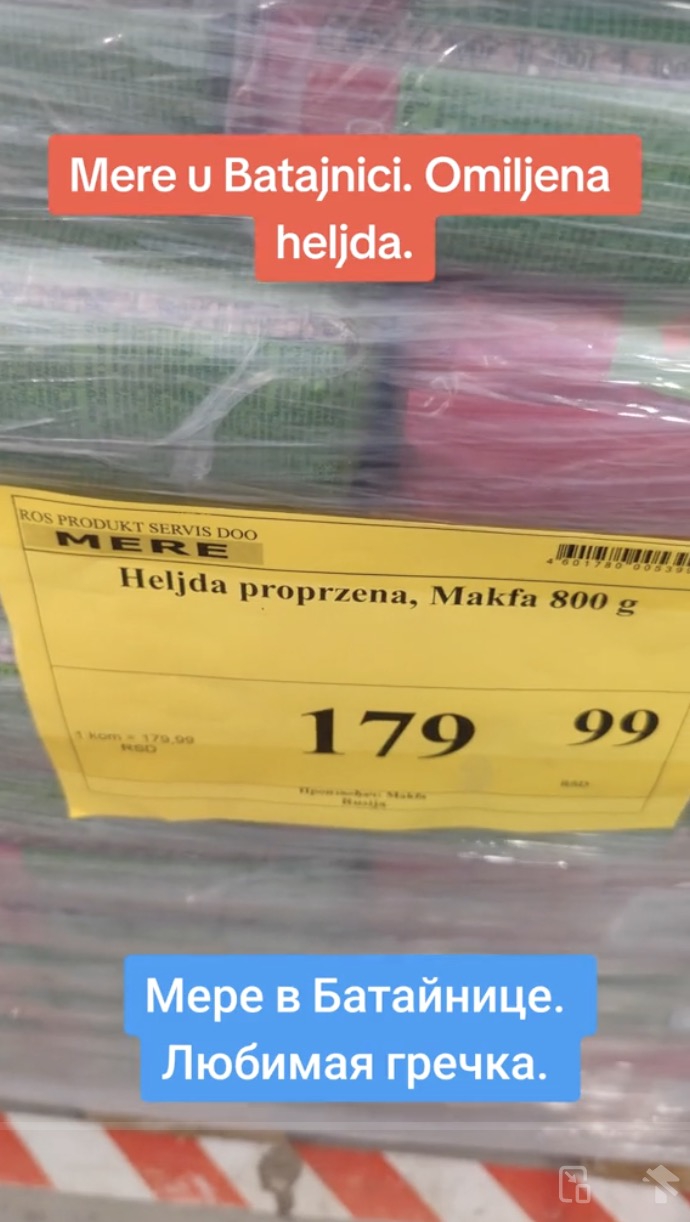 Mere u Batajnici. Omiljena
heljda.
ROS PRODUKT SERVIS DOO
MERE
Heljda proprzena, Makfa 800 g
179 99
1 kom = 179,99
RSD
RSD
Makfa
Мере в Батайнице.
Любимая гречка.